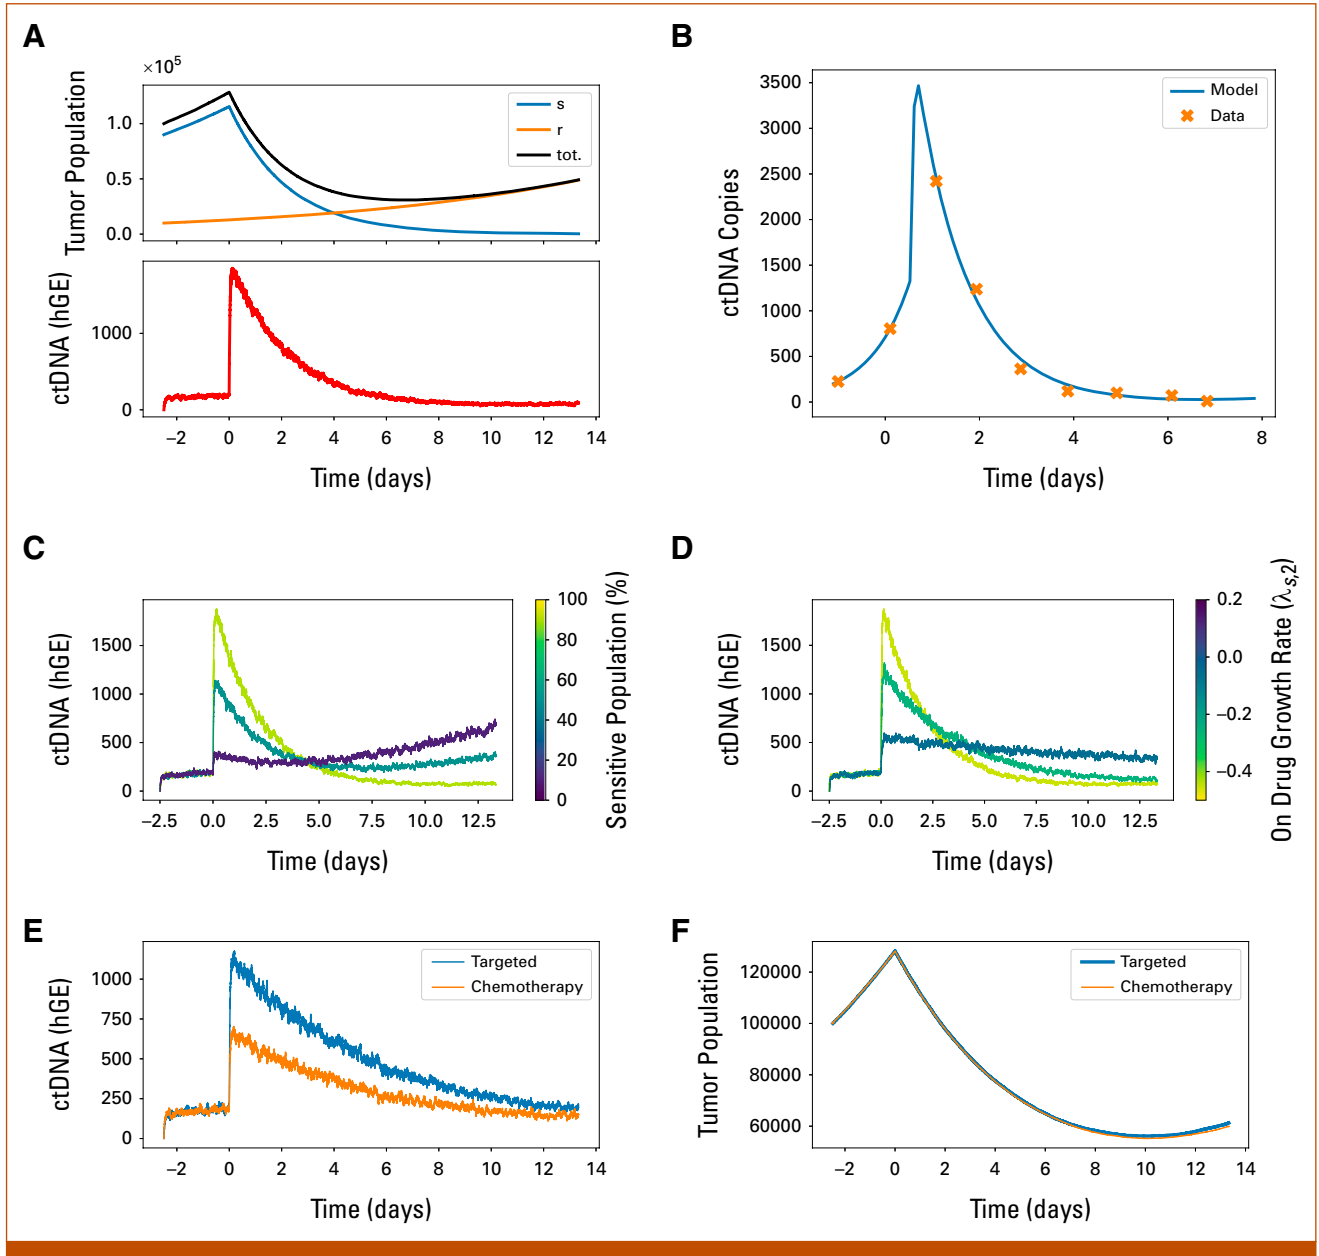 A
×10⁵
Tumor Population
1.0
0.5
0.0
s
r
tot.
ctDNA (hGE)
1000
0
−2 0 2 4 6 8 10 12 14
Time (days)
B
ctDNA Copies
3500
3000
2500
2000
1500
1000
500
0
Model
Data
0 2 4 6 8
Time (days)
C
ctDNA (hGE)
1500
1000
500
0
−2.5 0.0 2.5 5.0 7.5 10.0 12.5
Time (days)
100
80
60
40
20
0
Sensitive Population (%)
D
ctDNA (hGE)
1500
1000
500
0
−2.5 0.0 2.5 5.0 7.5 10.0 12.5
Time (days)
0.2
0.0
−0.2
−0.4
On Drug Growth Rate (λs,2)
E
ctDNA (hGE)
1000
750
500
250
0
Targeted
Chemotherapy
−2 0 2 4 6 8 10 12 14
Time (days)
F
Tumor Population
120000
100000
80000
60000
Targeted
Chemotherapy
−2 0 2 4 6 8 10 12 14
Time (days)